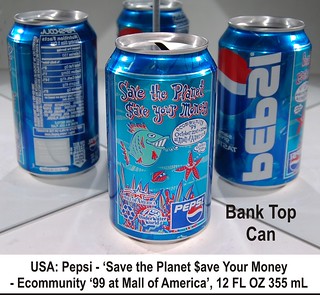 Save the Planet
$ave your Money
PEPSI
PEPSI
Bank Top
Can
USA: Pepsi - ‘Save the Planet $ave Your Money
- Ecommunity ‘99 at Mall of America’, 12 FL OZ 355 mL